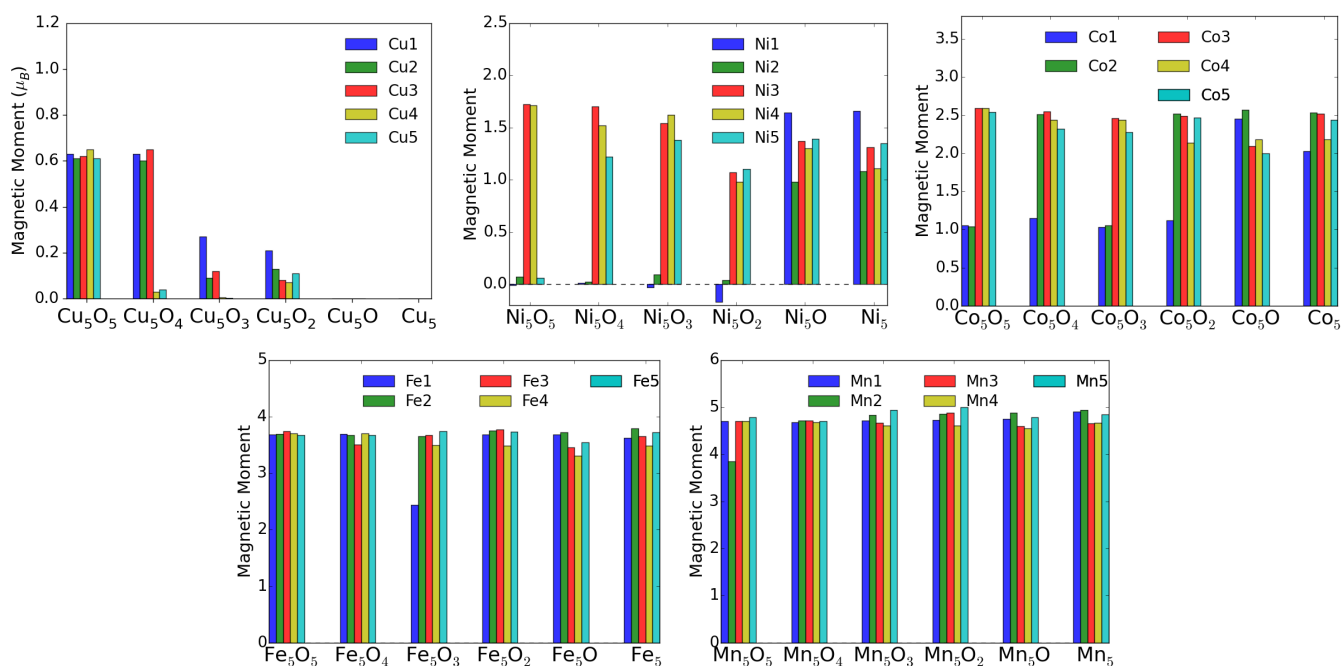 Magnetic Moment (μ_B)
1.2
1.0
0.8
0.6
0.4
0.2
0.0
Cu1
Cu2
Cu3
Cu4
Cu5
Cu₅O₅ Cu₅O₄ Cu₅O₃ Cu₅O₂ Cu₅O Cu₅
Magnetic Moment
2.5
2.0
1.5
1.0
0.5
0.0
Ni1
Ni2
Ni3
Ni4
Ni5
Ni₅O₅ Ni₅O₄ Ni₅O₃ Ni₅O₂ Ni₅O Ni₅
Magnetic Moment
3.5
3.0
2.5
2.0
1.5
1.0
0.5
0.0
Co1 Co3
Co2 Co4
Co5
Co₅O₅ Co₅O₄ Co₅O₃ Co₅O₂ Co₅O Co₅
Magnetic Moment
5
4
3
2
1
0
Fe1 Fe3 Fe5
Fe2 Fe4
Fe₅O₅ Fe₅O₄ Fe₅O₃ Fe₅O₂ Fe₅O Fe₅
Magnetic Moment
6
5
4
3
2
1
0
Mn1 Mn3 Mn5
Mn2 Mn4
Mn₅O₅ Mn₅O₄ Mn₅O₃ Mn₅O₂ Mn₅O Mn₅